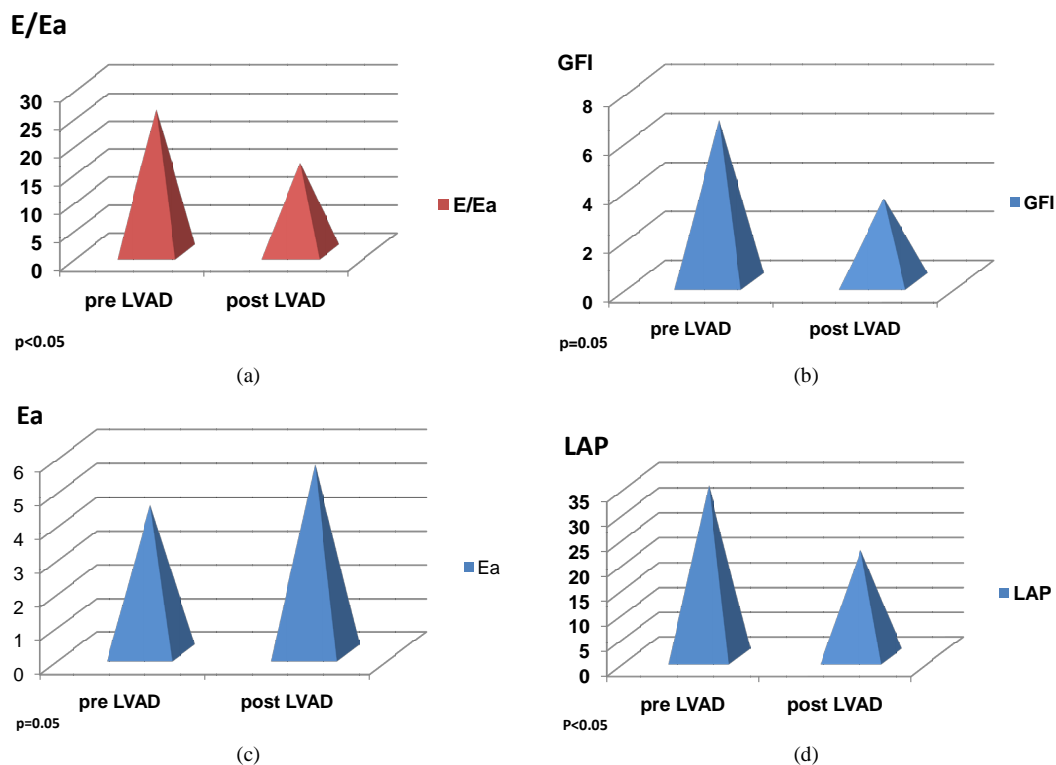 E/Ea
30
25
20
15
10
5
0
pre LVAD post LVAD
E/Ea
p<0.05
(a)
GFI
8
6
4
2
0
pre LVAD post LVAD
GFI
p=0.05
(b)
Ea
6
5
4
3
2
1
0
pre LVAD post LVAD
Ea
p=0.05
(c)
LAP
35
30
25
20
15
10
5
0
pre LVAD post LVAD
LAP
P<0.05
(d)